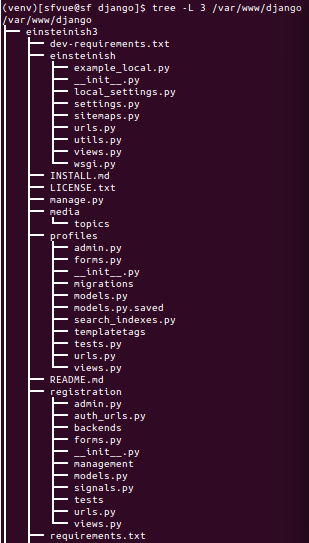 (venv)[sfvue@sf django]$ tree -L 3 /var/www/django
/var/www/django
├── einsteinish3
│   ├── dev-requirements.txt
│   ├── einsteinish
│   │   ├── example_local.py
│   │   ├── __init__.py
│   │   ├── local_settings.py
│   │   ├── settings.py
│   │   ├── sitemaps.py
│   │   ├── urls.py
│   │   ├── utils.py
│   │   ├── views.py
│   │   └── wsgi.py
│   ├── INSTALL.md
│   ├── LICENSE.txt
│   ├── manage.py
│   ├── media
│   │   └── topics
│   ├── profiles
│   │   ├── admin.py
│   │   ├── forms.py
│   │   ├── __init__.py
│   │   ├── migrations
│   │   ├── models.py
│   │   ├── models.py.saved
│   │   ├── search_indexes.py
│   │   ├── templatetags
│   │   ├── tests.py
│   │   ├── urls.py
│   │   └── views.py
│   ├── README.md
│   ├── registration
│   │   ├── admin.py
│   │   ├── auth_urls.py
│   │   ├── backends
│   │   ├── forms.py
│   │   ├── __init__.py
│   │   ├── management
│   │   ├── models.py
│   │   ├── signals.py
│   │   ├── tests
│   │   ├── urls.py
│   │   └── views.py
│   ├── requirements.txt